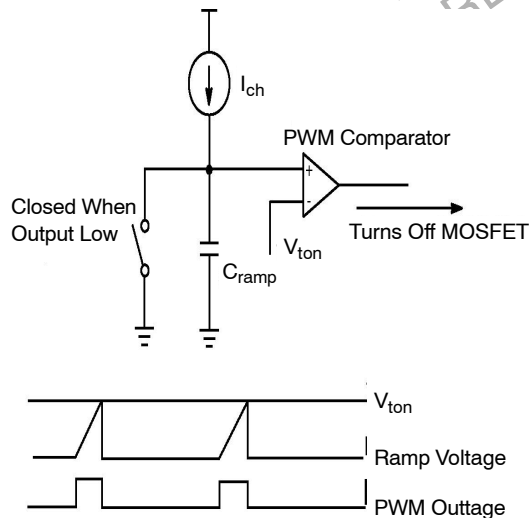 I_ch
PWM Comparator
+
-
Closed When
Output Low
V_ton
Turns Off MOSFET
C_ramp
V_ton
Ramp Voltage
PWM Outtage